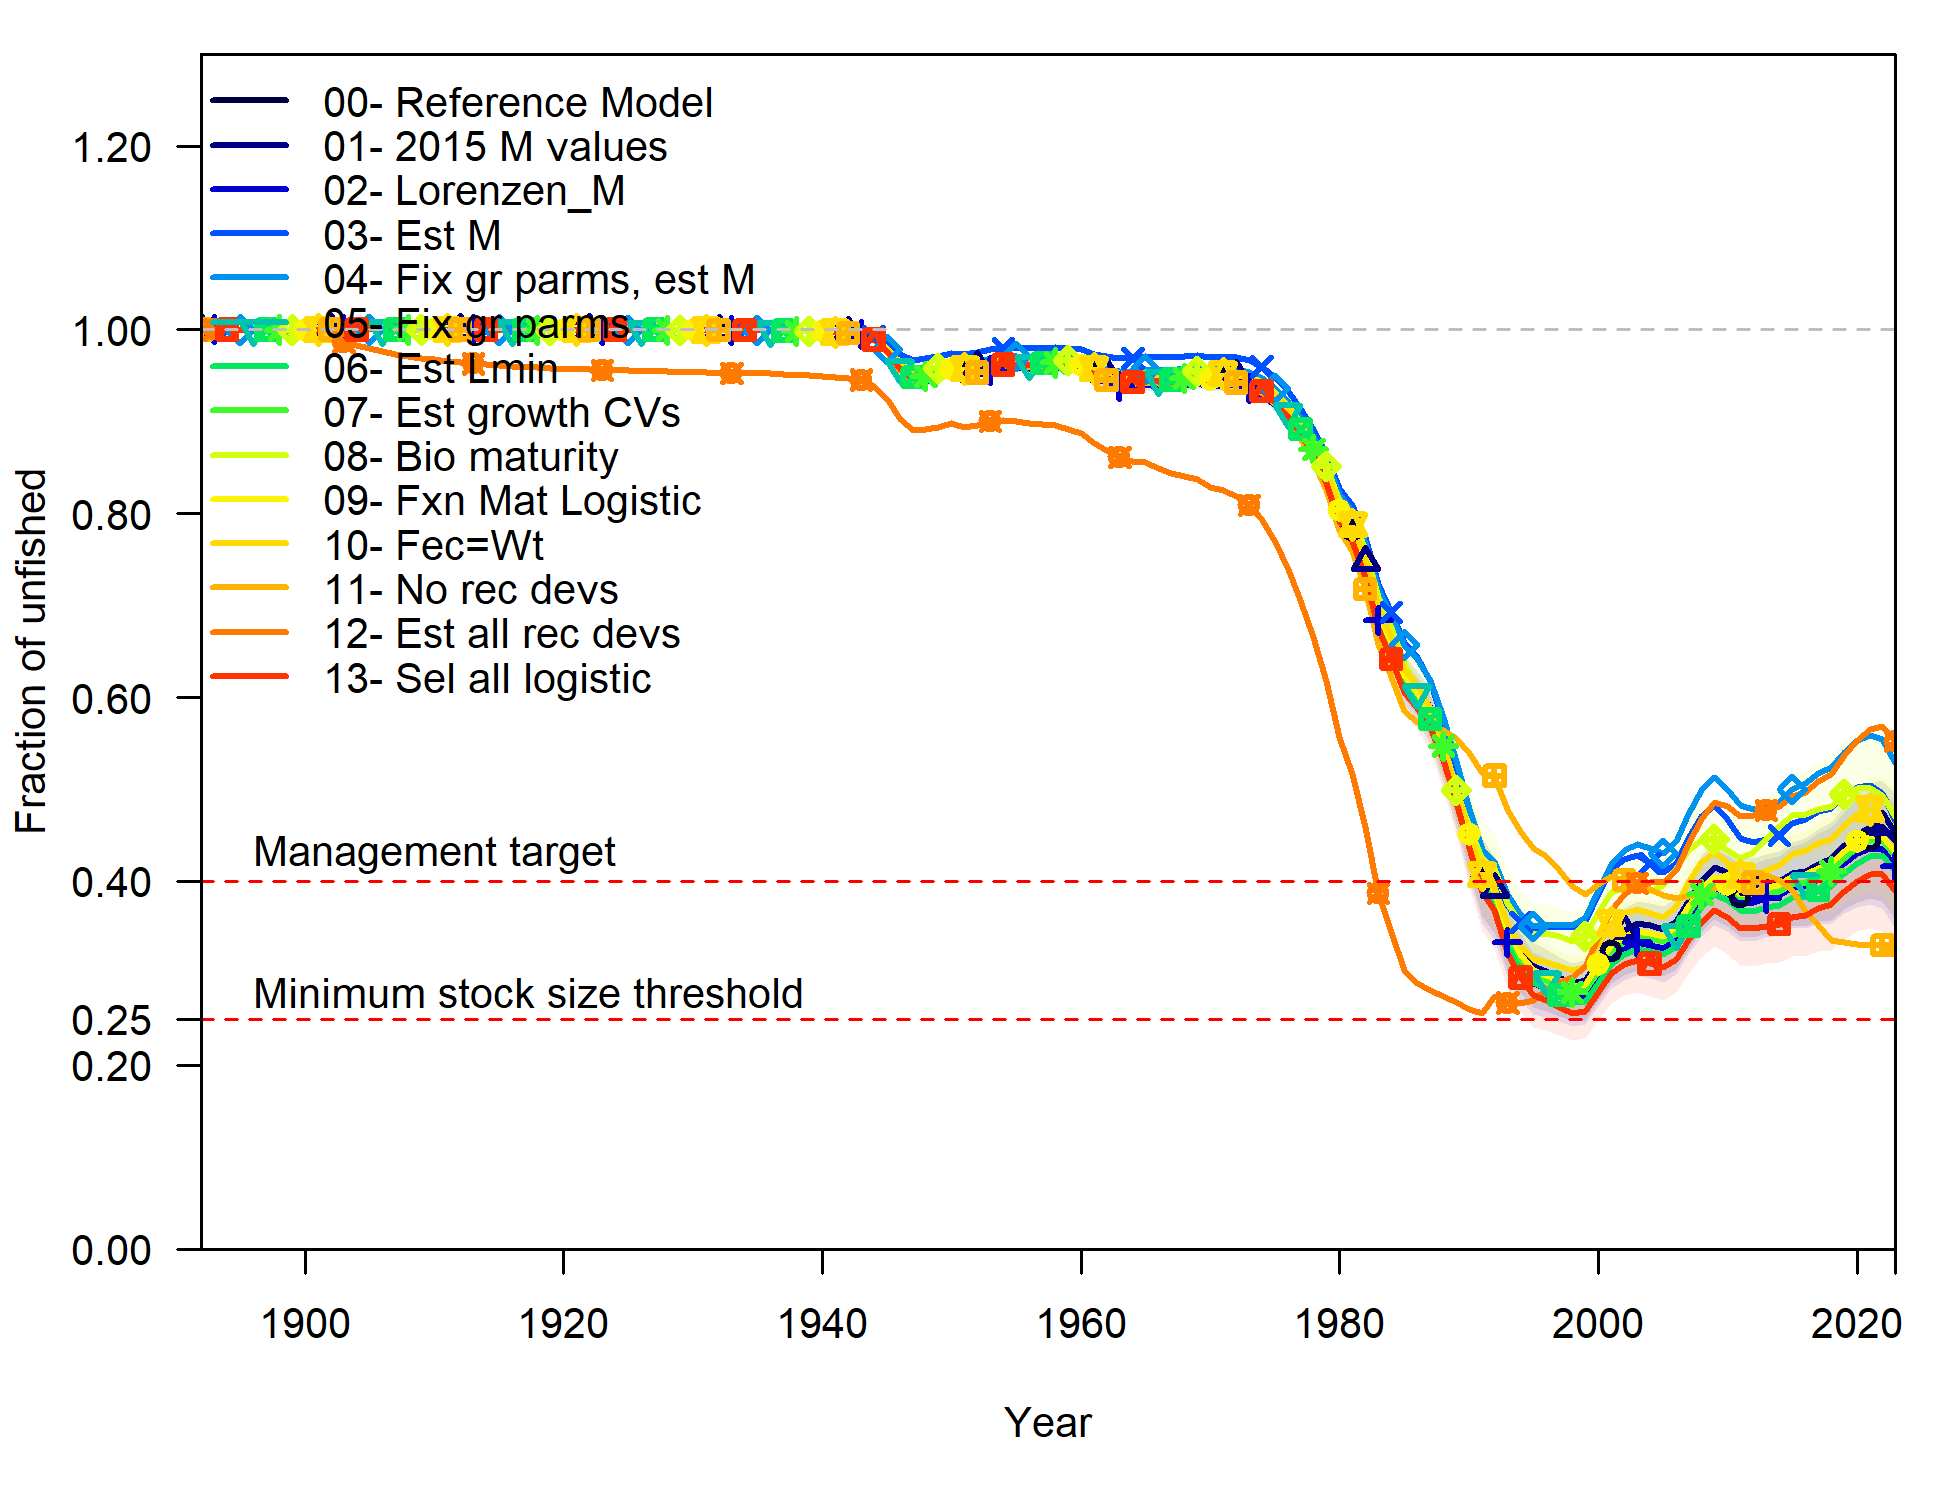 00- Reference Model
01- 2015 M values
02- Lorenzen_M
03- Est M
04- Fix gr parms, est M
05- Fix gr parms
06- Est Lmin
07- Est growth CVs
08- Bio maturity
09- Fxn Mat Logistic
10- Fec=Wt
11- No rec devs
12- Est all rec devs
13- Sel all logistic
Management target
Minimum stock size threshold
Fraction of unfished
1.20
1.00
0.80
0.60
0.40
0.25
0.20
0.00
1900 1920 1940 1960 1980 2000 2020
Year